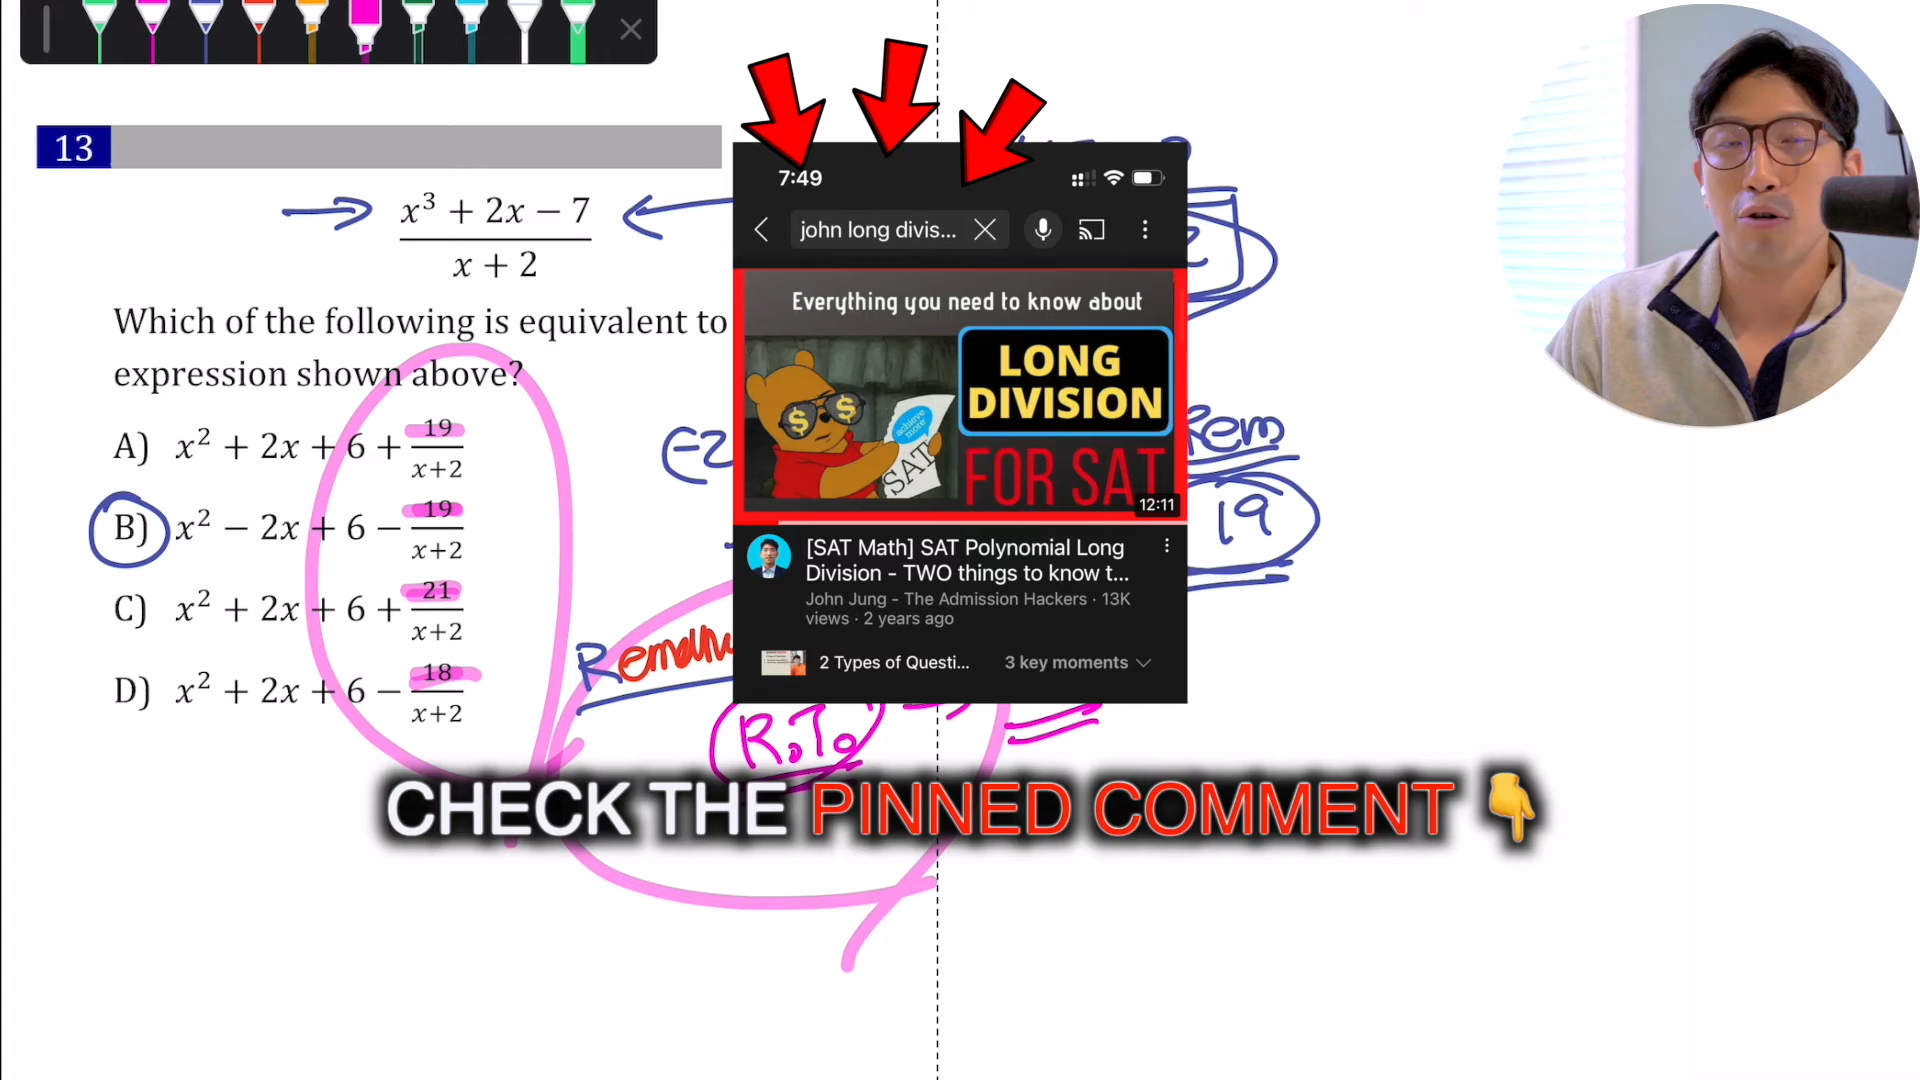 13
x³ + 2x − 7
x + 2
Which of the following is equivalent to
expression shown above?
A) x² + 2x + 6 + 19/x+2
B) x² − 2x + 6 − 19/x+2
C) x² + 2x + 6 + 21/x+2
D) x² + 2x + 6 − 18/x+2
R.T.
Rem
19
7:49
john long divis...
Everything you need to know about
LONG
DIVISION
FOR SAT
achieve more
SAT
12:11
[SAT Math] SAT Polynomial Long
Division - TWO things to know t...
John Jung - The Admission Hackers · 13K
views · 2 years ago
2 Types of Questi...
3 key moments
CHECK THE PINNED COMMENT 👇